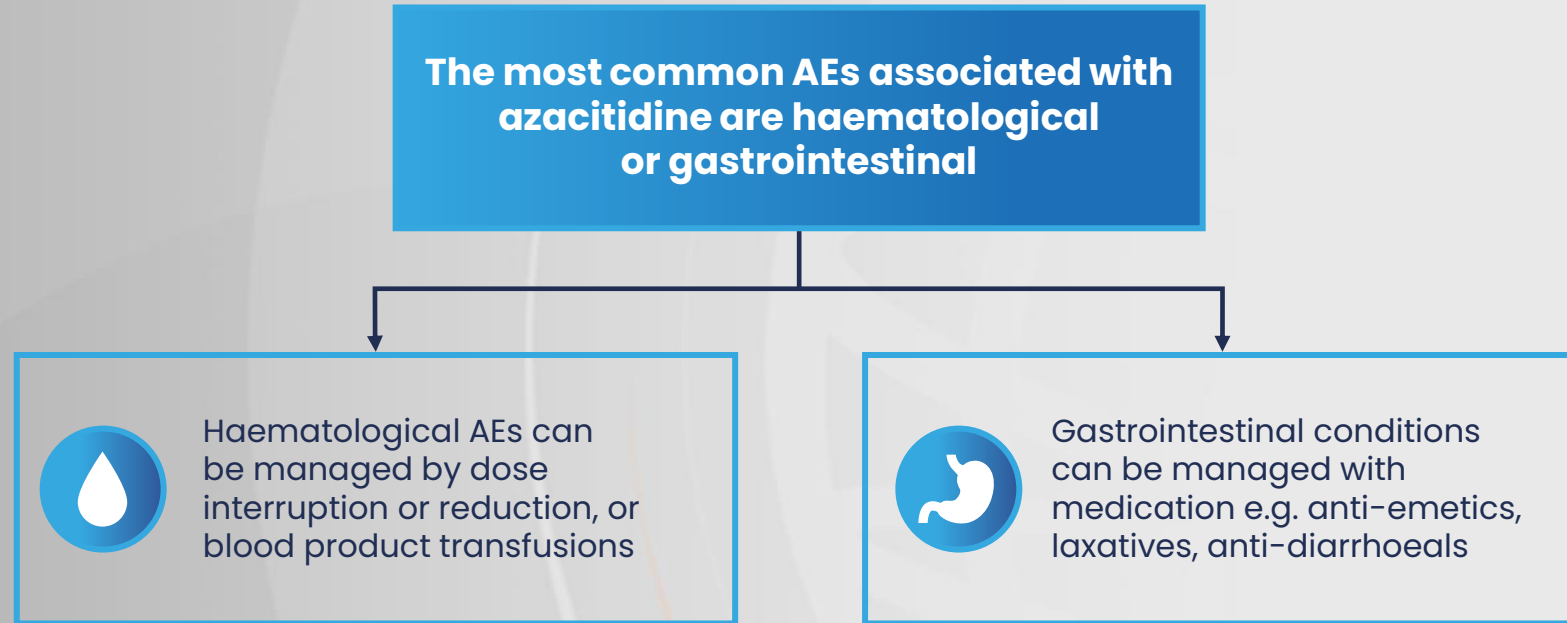 The most common AEs associated with
azacitidine are haematological
or gastrointestinal
Haematological AEs can
be managed by dose
interruption or reduction, or
blood product transfusions
Gastrointestinal conditions
can be managed with
medication e.g. anti-emetics,
laxatives, anti-diarrhoeals